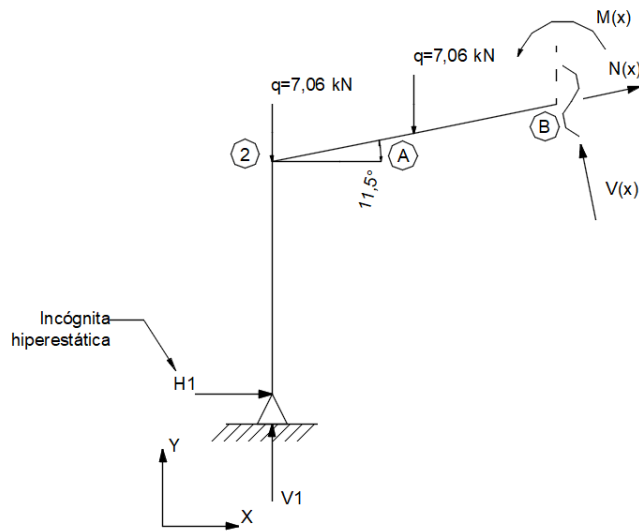 M(x)
q=7,06 kN
N(x)
q=7,06 kN
2
A
B
11,5°
V(x)
Incógnita
hiperestática
H1
Y
V1
X